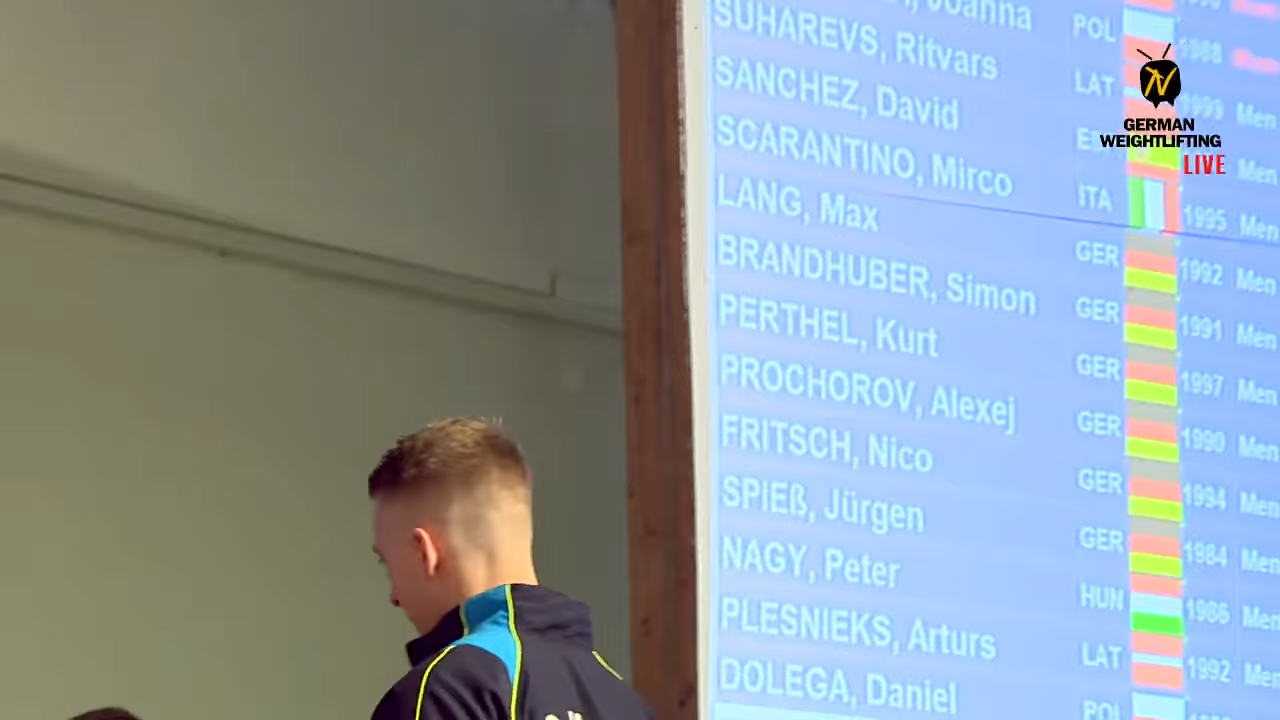 Joanna POL 1988
SUHAREVS, Ritvars LAT 1999 Men
SANCHEZ, David Men
SCARANTINO, Mirco ITA 1995 Men
LANG, Max GER 1992 Men
BRANDHUBER, Simon GER 1991 Men
PERTHEL, Kurt GER 1997 Men
PROCHOROV, Alexej GER 1990 Men
FRITSCH, Nico GER 1994 Men
SPIEß, Jürgen GER 1984 Men
NAGY, Peter HUN 1986 Men
PLESNIEKS, Arturs LAT 1992 Men
DOLEGA, Daniel POL
GERMAN
WEIGHTLIFTING
LIVE